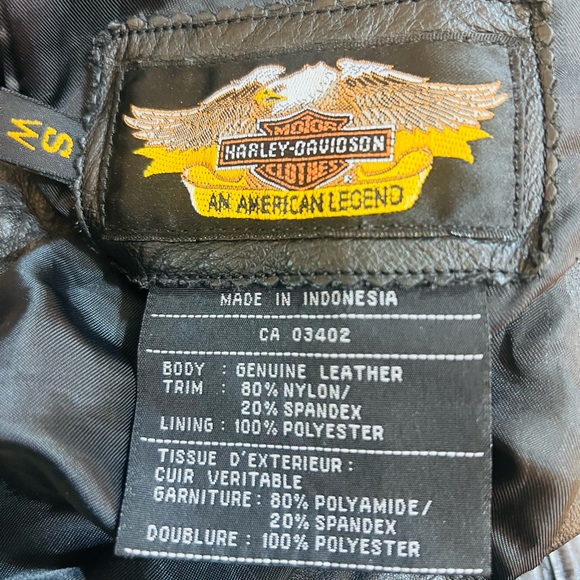 SW
MOTOR
HARLEY-DAVIDSON
CLOTHES
®
AN AMERICAN LEGEND
MADE IN INDONESIA
CA 03402
BODY : GENUINE LEATHER
TRIM : 80% NYLON/
20% SPANDEX
LINING : 100% POLYESTER
TISSUE D'EXTERIEUR :
CUIR VERITABLE
GARNITURE : 80% POLYAMIDE/
20% SPANDEX
DOUBLURE : 100% POLYESTER